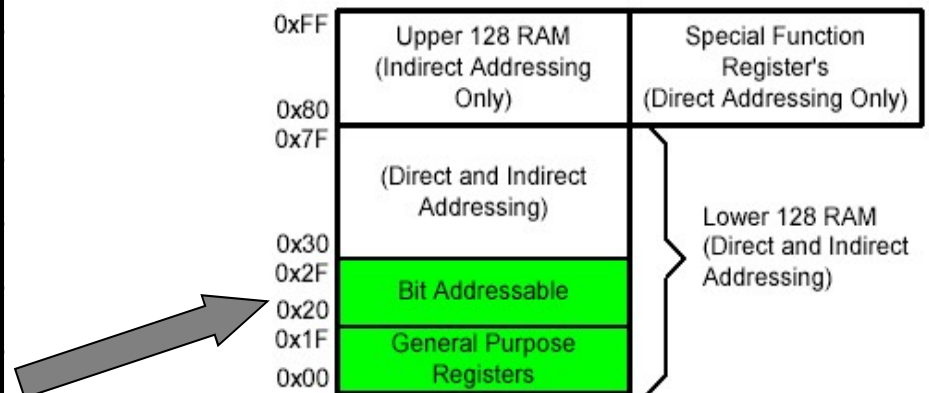 0xFF
Upper 128 RAM
(Indirect Addressing
Only)
0x80
Special Function
Register's
(Direct Addressing Only)
0x7F
(Direct and Indirect
Addressing)
0x30
0x2F
Bit Addressable
0x20
0x1F
General Purpose
Registers
0x00
Lower 128 RAM
(Direct and Indirect
Addressing)